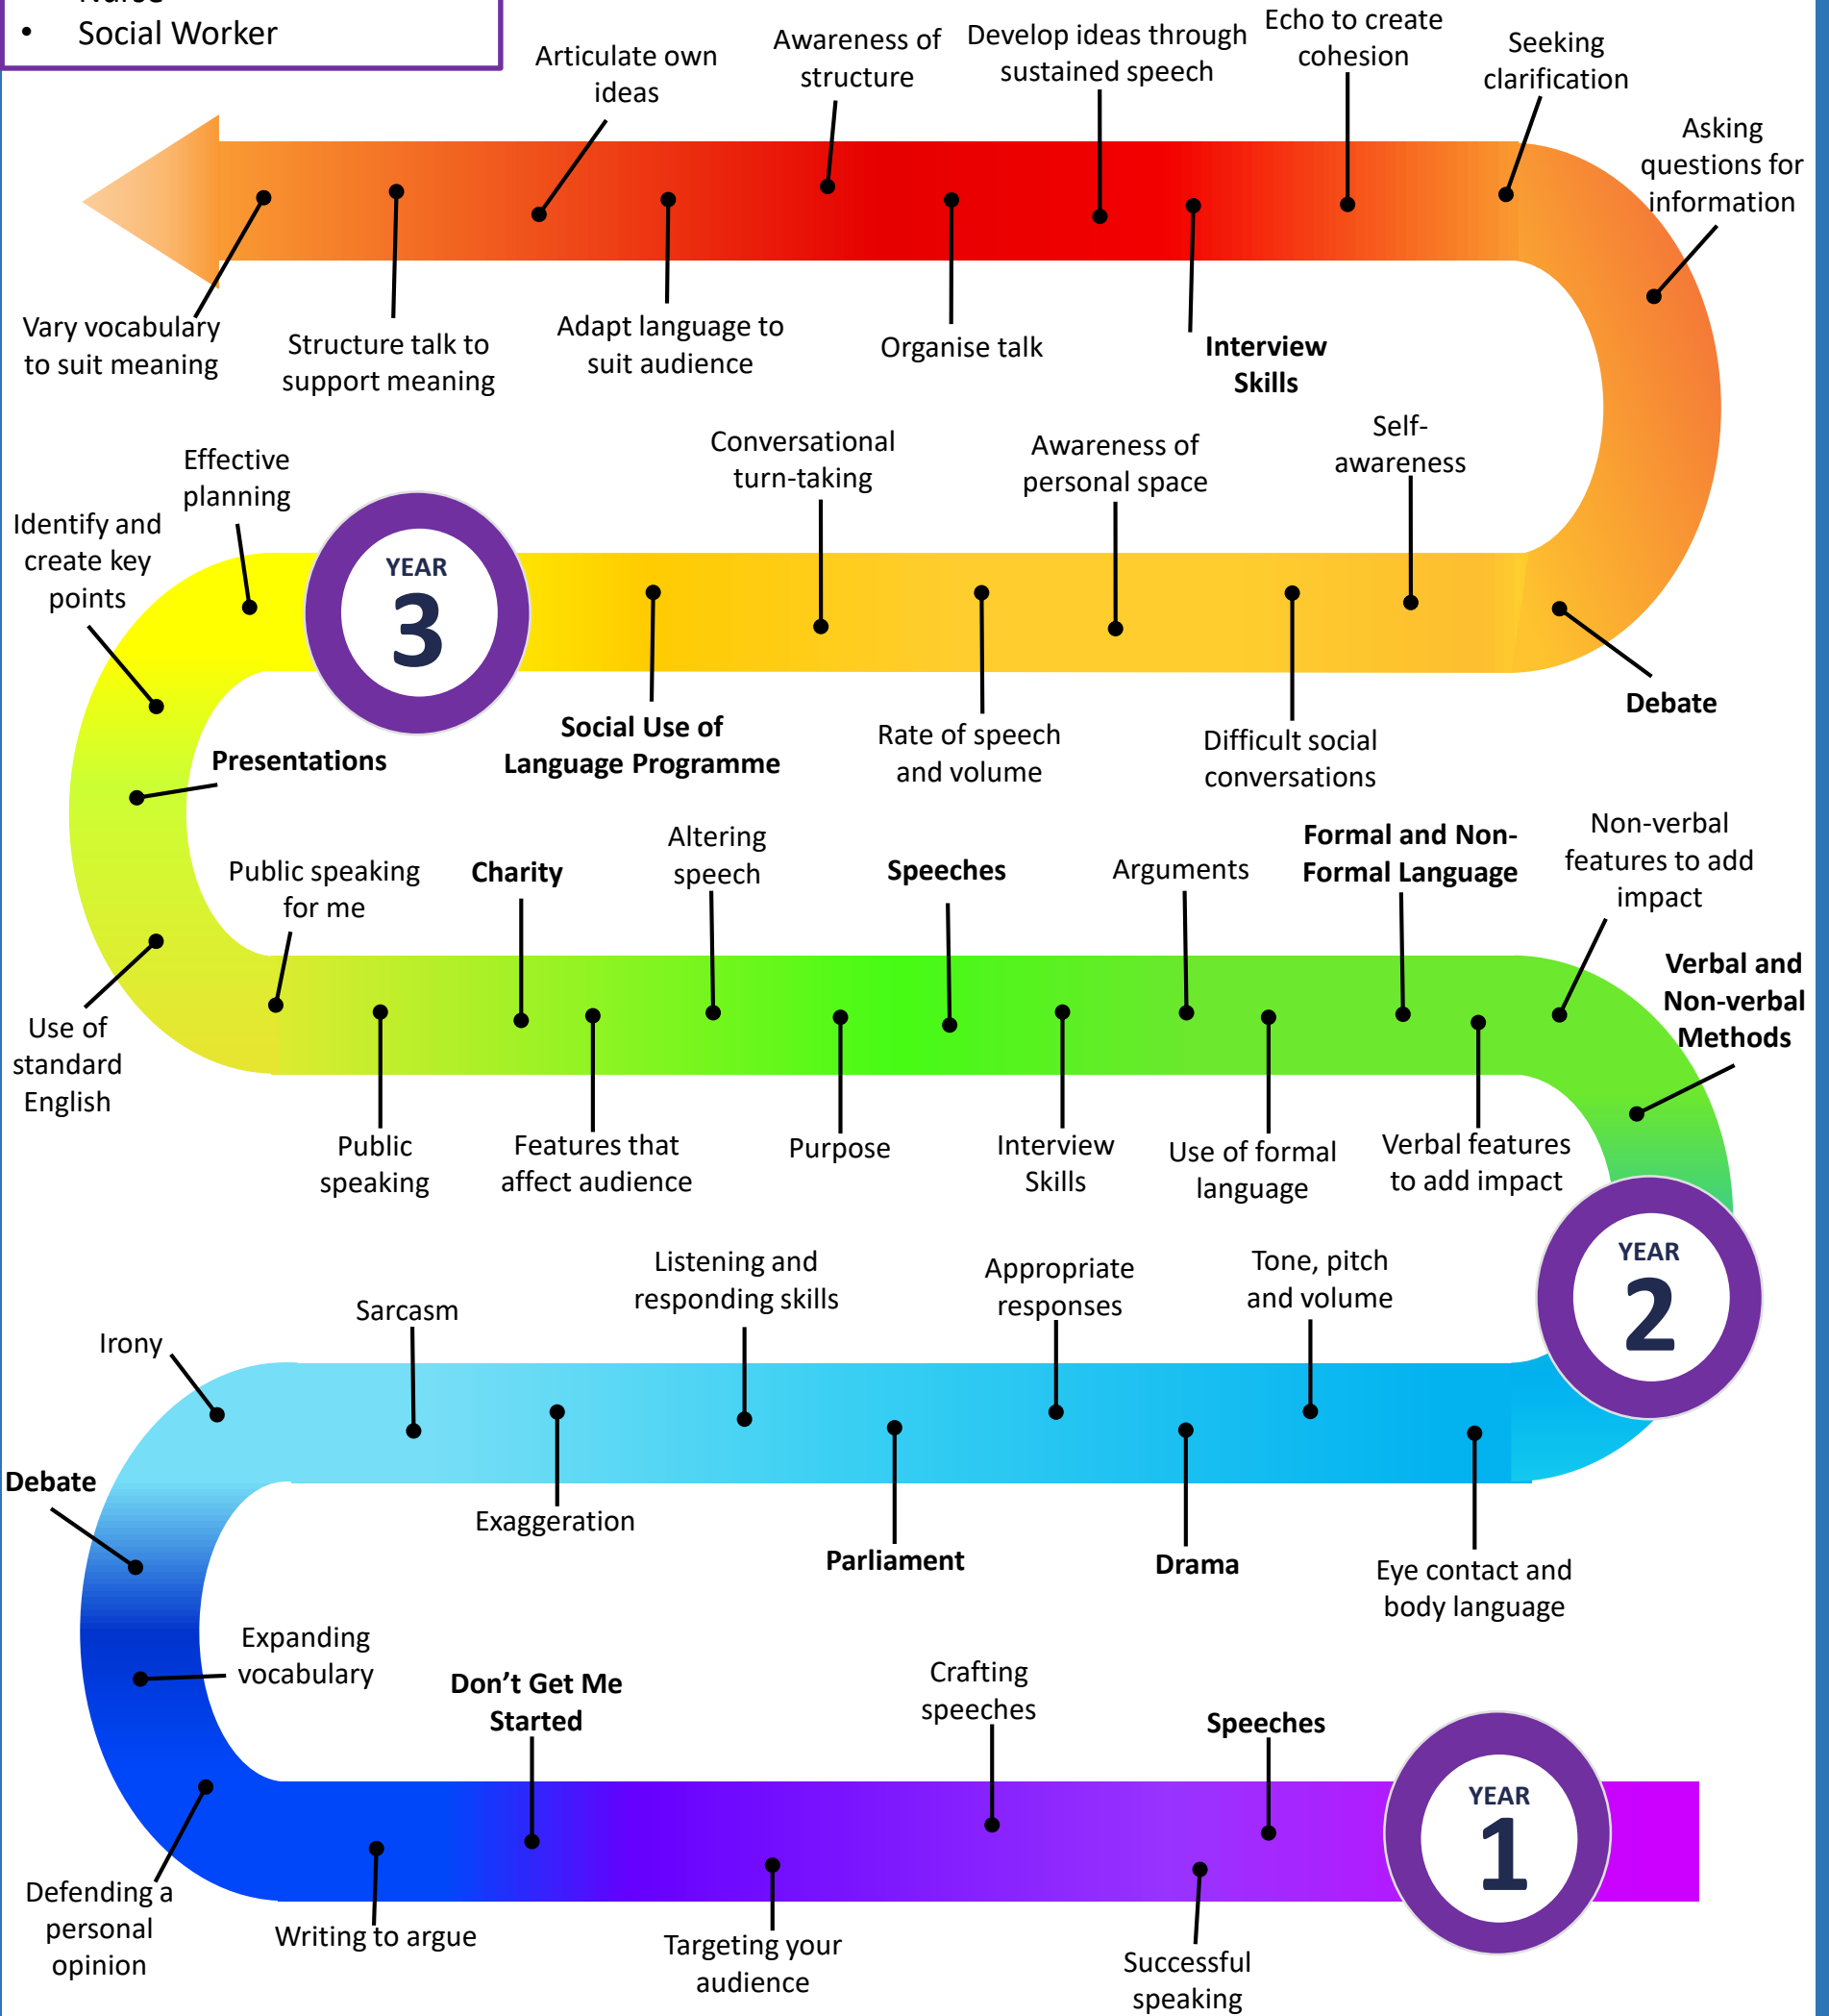 Nurse
• Social Worker
Articulate own
ideas
Awareness of
structure
Develop ideas through
sustained speech
Echo to create
cohesion
Seeking
clarification
Asking
questions for
information
Vary vocabulary
to suit meaning
Structure talk to
support meaning
Adapt language to
suit audience
Organise talk
Interview
Skills
Identify and
create key
points
Effective
planning
YEAR
3
Conversational
turn-taking
Awareness of
personal space
Self-
awareness
Presentations
Social Use of
Language Programme
Rate of speech
and volume
Difficult social
conversations
Debate
Use of
standard
English
Public speaking
for me
Charity
Altering
speech
Speeches
Arguments
Formal and Non-
Formal Language
Non-verbal
features to add
impact
Verbal and
Non-verbal
Methods
Public
speaking
Features that
affect audience
Purpose
Interview
Skills
Use of formal
language
Verbal features
to add impact
YEAR
2
Irony
Sarcasm
Listening and
responding skills
Appropriate
responses
Tone, pitch
and volume
Debate
Exaggeration
Parliament
Drama
Eye contact and
body language
Expanding
vocabulary
Don’t Get Me
Started
Crafting
speeches
Speeches
YEAR
1
Defending a
personal
opinion
Writing to argue
Targeting your
audience
Successful
speaking